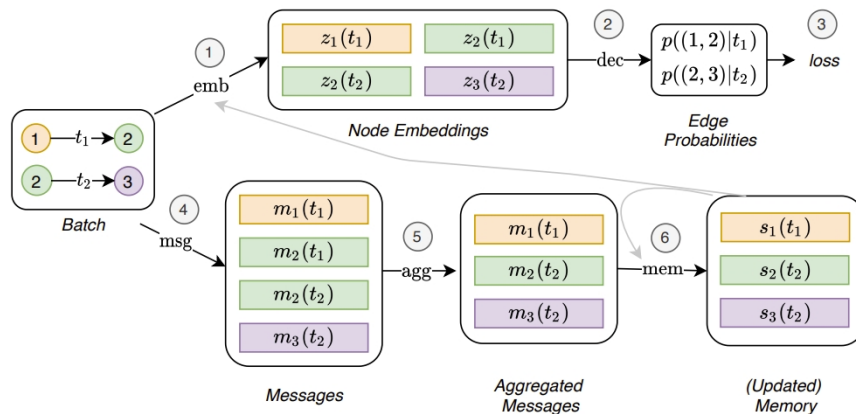 1
emb
z₁(t₁) z₂(t₁)
z₂(t₂) z₃(t₂)
Node Embeddings
2
dec
p((1, 2)|t₁)
p((2, 3)|t₂)
Edge
Probabilities
3
loss
1 t₁ 2
2 t₂ 3
Batch
4
msg
m₁(t₁)
m₂(t₁)
m₂(t₂)
m₃(t₂)
Messages
5
agg
m₁(t₁)
m₂(t₂)
m₃(t₂)
Aggregated
Messages
6
mem
s₁(t₁)
s₂(t₂)
s₃(t₂)
(Updated)
Memory